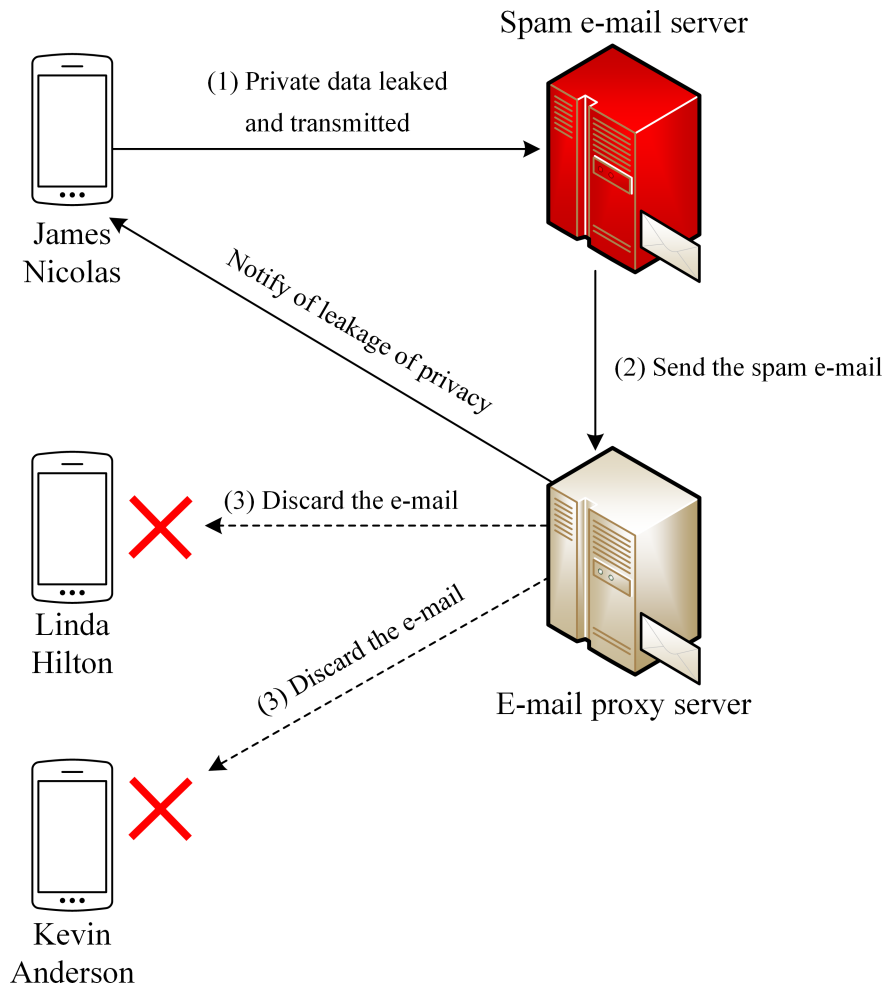 Spam e-mail server
(1) Private data leaked
and transmitted
James
Nicolas
Notify of leakage of privacy
(2) Send the spam e-mail
(3) Discard the e-mail
Linda
Hilton
(3) Discard the e-mail
E-mail proxy server
Kevin
Anderson